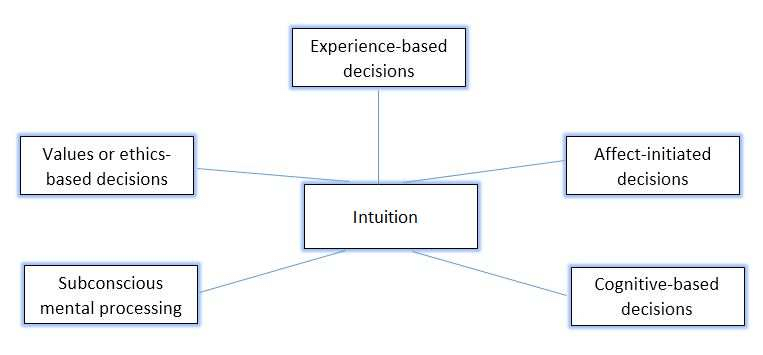 Experience-based
decisions
Values or ethics-
based decisions
Affect-initiated
decisions
Intuition
Subconscious
mental processing
Cognitive-based
decisions